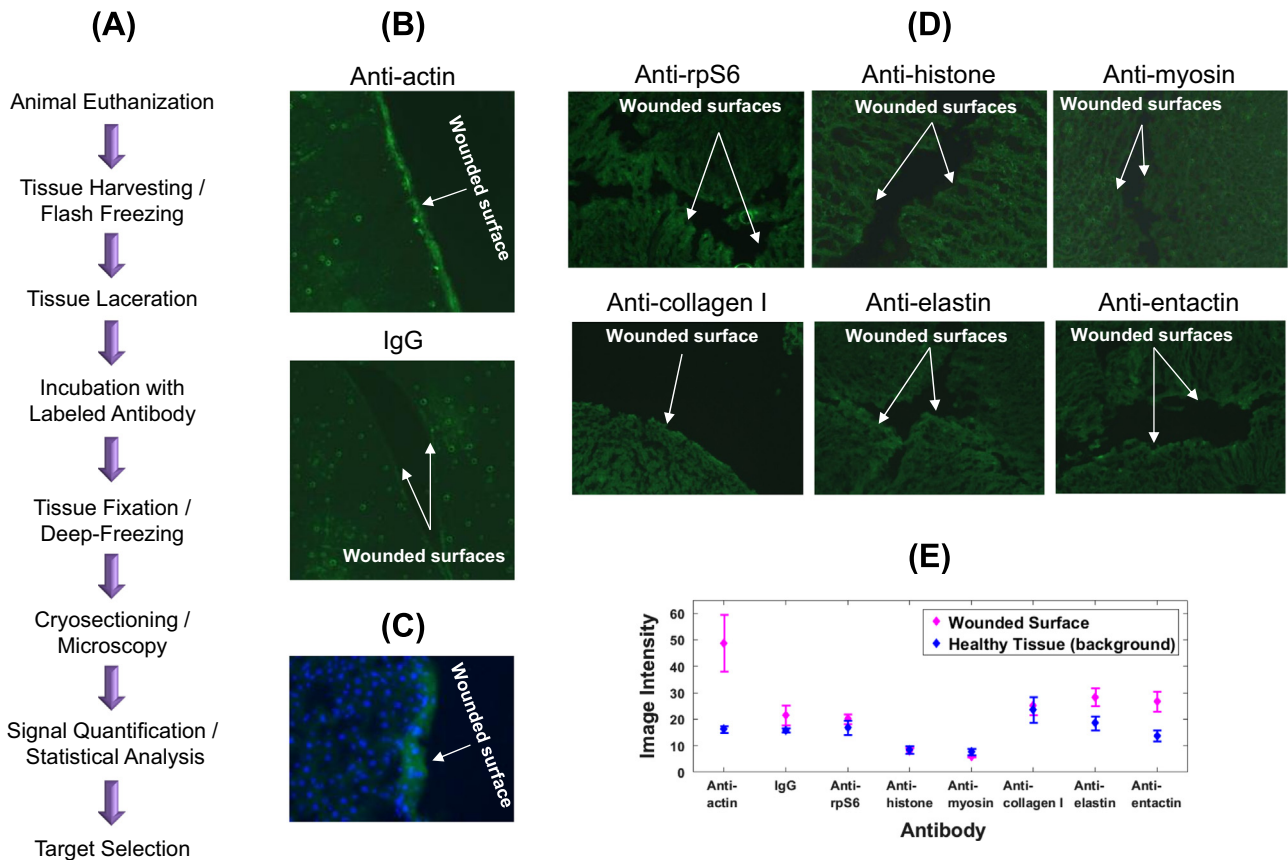 (A)
Animal Euthanization
Tissue Harvesting /
Flash Freezing
Tissue Laceration
Incubation with
Labeled Antibody
Tissue Fixation /
Deep-Freezing
Cryosectioning /
Microscopy
Signal Quantification /
Statistical Analysis
Target Selection
(B)
Anti-actin
Wounded surface
IgG
Wounded surfaces
(C)
Wounded surface
(D)
Anti-rpS6
Wounded surfaces
Anti-histone
Wounded surfaces
Anti-myosin
Wounded surfaces
Anti-collagen I
Wounded surface
Anti-elastin
Wounded surfaces
Anti-entactin
Wounded surfaces
(E)
Image Intensity
60
50
40
30
20
10
0
Wounded Surface
Healthy Tissue (background)
Anti-
actin
IgG
Anti-
rpS6
Anti-
histone
Anti-
myosin
Anti-
collagen I
Anti-
elastin
Anti-
entactin
Antibody